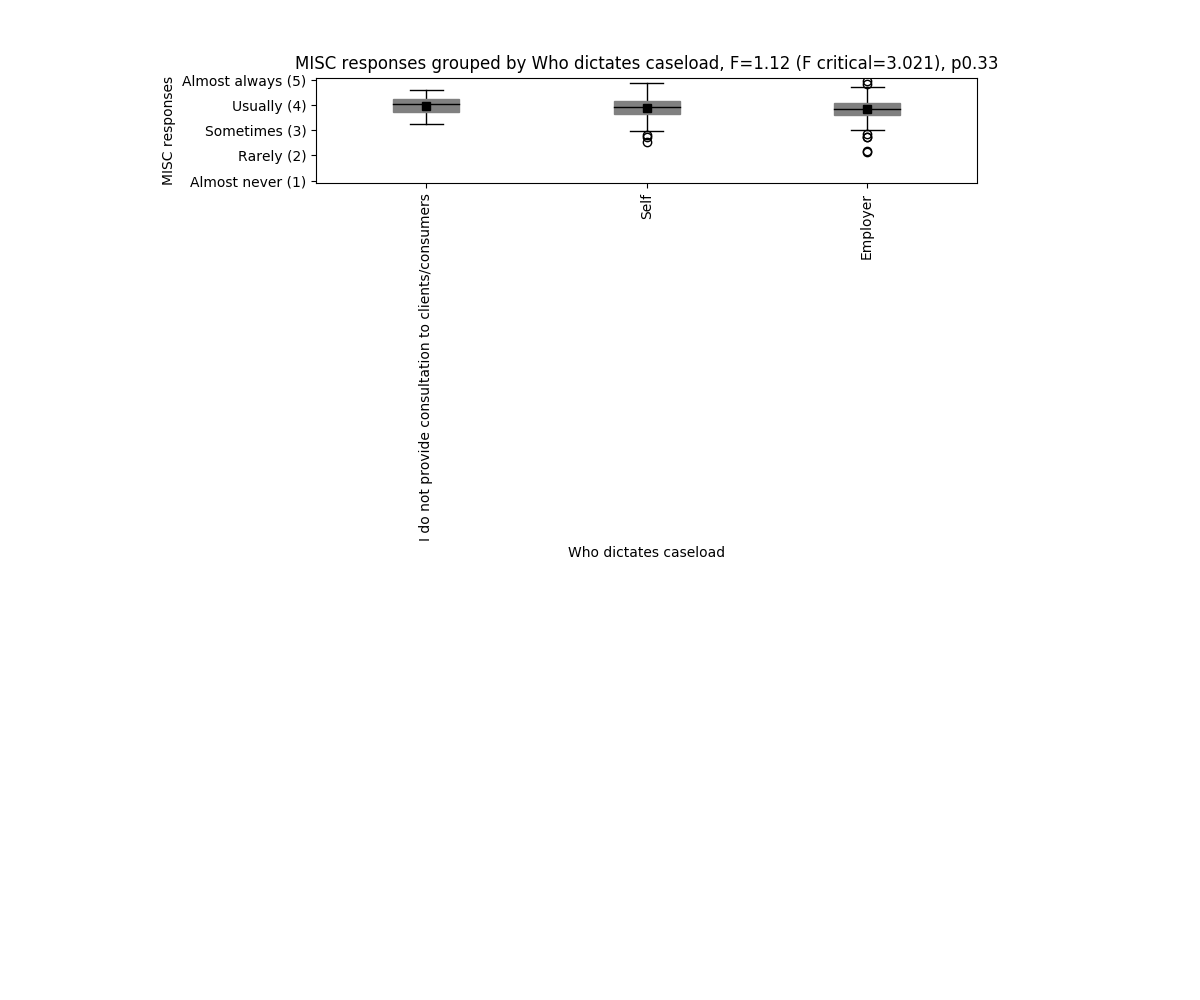 MISC responses grouped by Who dictates caseload, F=1.12 (F critical=3.021), p0.33
MISC responses
Almost always (5)
Usually (4)
Sometimes (3)
Rarely (2)
Almost never (1)
I do not provide consultation to clients/consumers
Self
Employer
Who dictates caseload